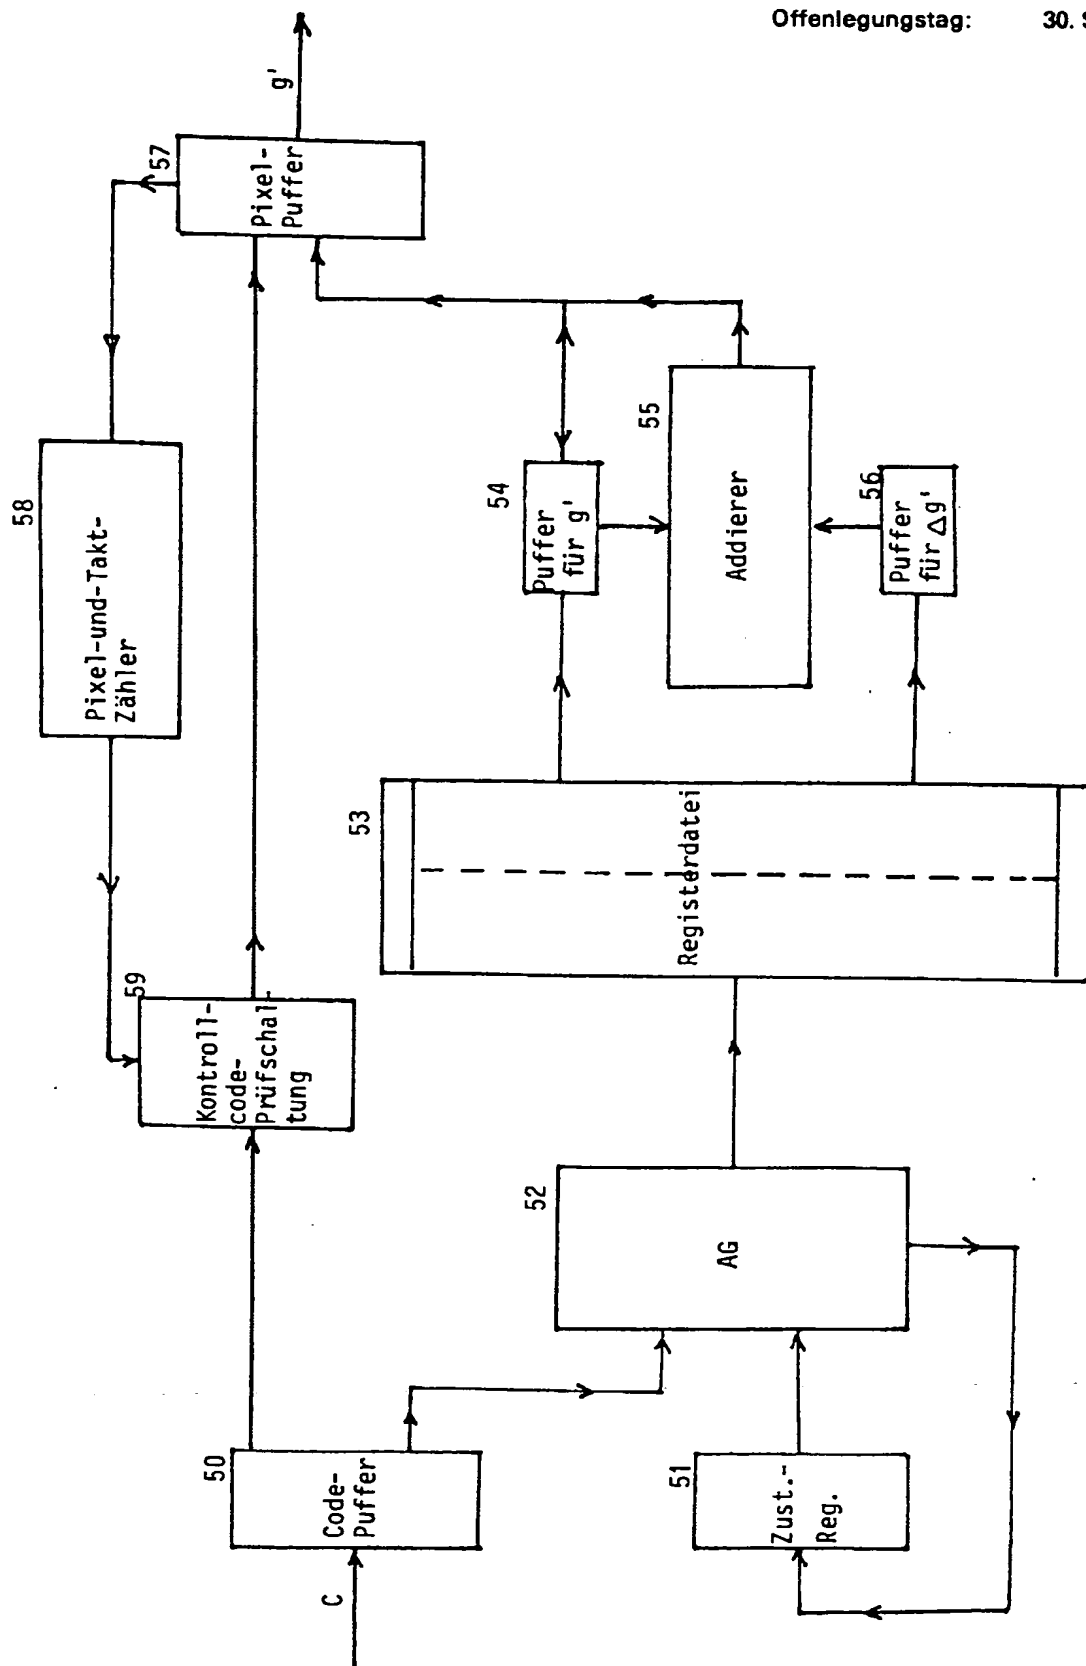 Offenlegungstag: 30. S
g'
57
Pixel-
Puffer
58
Pixel-und-Takt-
Zähler
59
Kontroll-
code-
Prüfschal
tung
54
Puffer
für g'
55
Addierer
56
Puffer
für Δg'
53
Registerdatei
52
AG
50
Code-
Puffer
51
Zust.-
Reg.
C